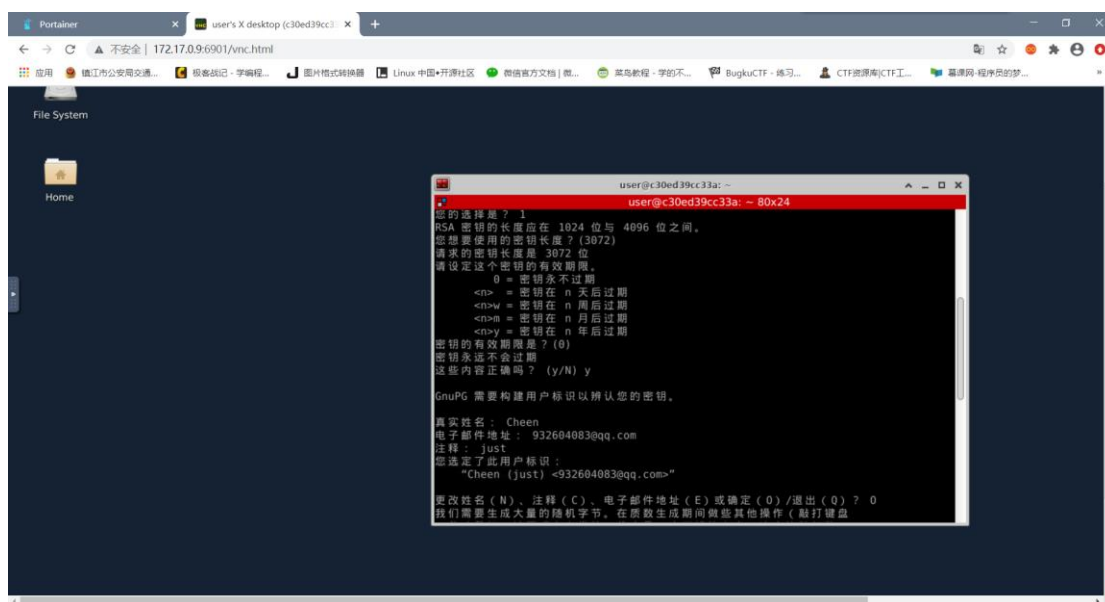 Portainer
user's X desktop (c30ed39cc3
不安全 | 172.17.0.9:6901/vnc.html
应用 镇江市公安局交通... 极客战记 - 学编程... 图片格式转换器 Linux 中国◆开源社区 微信官方文档 | 微... 菜鸟教程 - 学的不... BugkuCTF - 练习... CTF资源库|CTF工... 慕课网-程序员的梦...
File System
Home
user@c30ed39cc33a: ~
user@c30ed39cc33a: ~ 80x24
您的选择是？ 1
RSA 密钥的长度应在 1024 位与 4096 位之间。
您想要使用的密钥长度？(3072)
请求的密钥长度是 3072 位
请设定这个密钥的有效期限。
0 = 密钥永不过期
<n> = 密钥在 n 天后过期
<n>w = 密钥在 n 周后过期
<n>m = 密钥在 n 月后过期
<n>y = 密钥在 n 年后过期
密钥的有效期限是？(0)
密钥永远不会过期
这些内容正确吗？ (y/N) y
GnuPG 需要构建用户标识以辨认您的密钥。
真实姓名： Cheen
电子邮件地址： 932604083@qq.com
注释： just
您选定了此用户标识：
“Cheen (just) <932604083@qq.com>”
更改姓名（N）、注释（C）、电子邮件地址（E）或确定（O）/退出（Q）？ O
我们需要生成大量的随机字节。在质数生成期间做些其他操作（敲打键盘